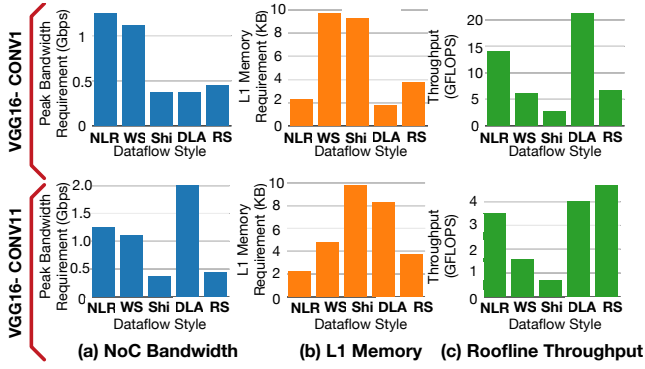 VGG16- CONV1
Peak Bandwidth
Requirement (Gbps)
1
0.5
0
NLR WS Shi DLA RS
Dataflow Style
L1 Memory
Requirement (KB)
8
6
4
2
0
NLR WS Shi DLA RS
Dataflow Style
Throughput
(GFLOPS)
20
15
10
5
0
NLR WS Shi DLA RS
Dataflow Style
VGG16- CONV11
Peak Bandwidth
Requirement (Gbps)
2.0
1.5
1.0
0.5
0
NLR WS Shi DLA RS
Dataflow Style
L1 Memory
Requirement (KB)
10
8
6
4
2
0
NLR WS Shi DLA RS
Dataflow Style
Throughput
(GFLOPS)
4
3
2
1
0
NLR WS Shi DLA RS
Dataflow Style
(a) NoC Bandwidth
(b) L1 Memory
(c) Roofline Throughput